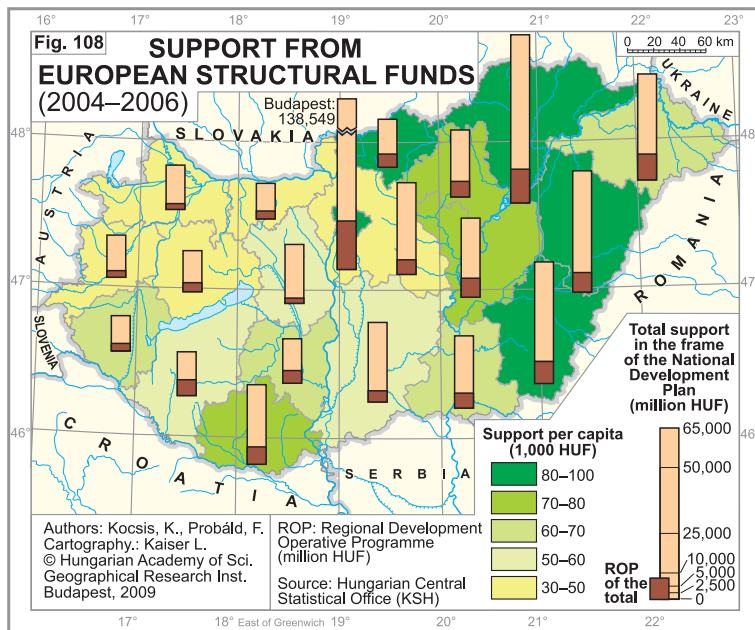 16° 17° 18° 19° 20° 21° 22° 23°
Fig. 108
SUPPORT FROM
EUROPEAN STRUCTURAL FUNDS
(2004–2006)
0 20 40 60 km
Budapest:
138,549
SLOVAKIA
UKRAINE
AUSTRIA
ROMANIA
SLOVENIA
CROATIA
SERBIA
48° 48°
47°
46° 46°
Total support
in the frame
of the National
Development
Plan
(million HUF)
65,000
50,000
25,000
10,000
5,000
2,500
0
ROP
of the
total
Support per capita
(1,000 HUF)
80–100
70–80
60–70
50–60
30–50
Authors: Kocsis, K., Probáld, F.
Cartography.: Kaiser L.
© Hungarian Academy of Sci.
Geographical Research Inst.
Budapest, 2009
ROP: Regional Development
Operative Programme
(million HUF)
Source: Hungarian Central
Statistical Office (KSH)
17° 18° East of Greenwich 19° 20° 21° 22°